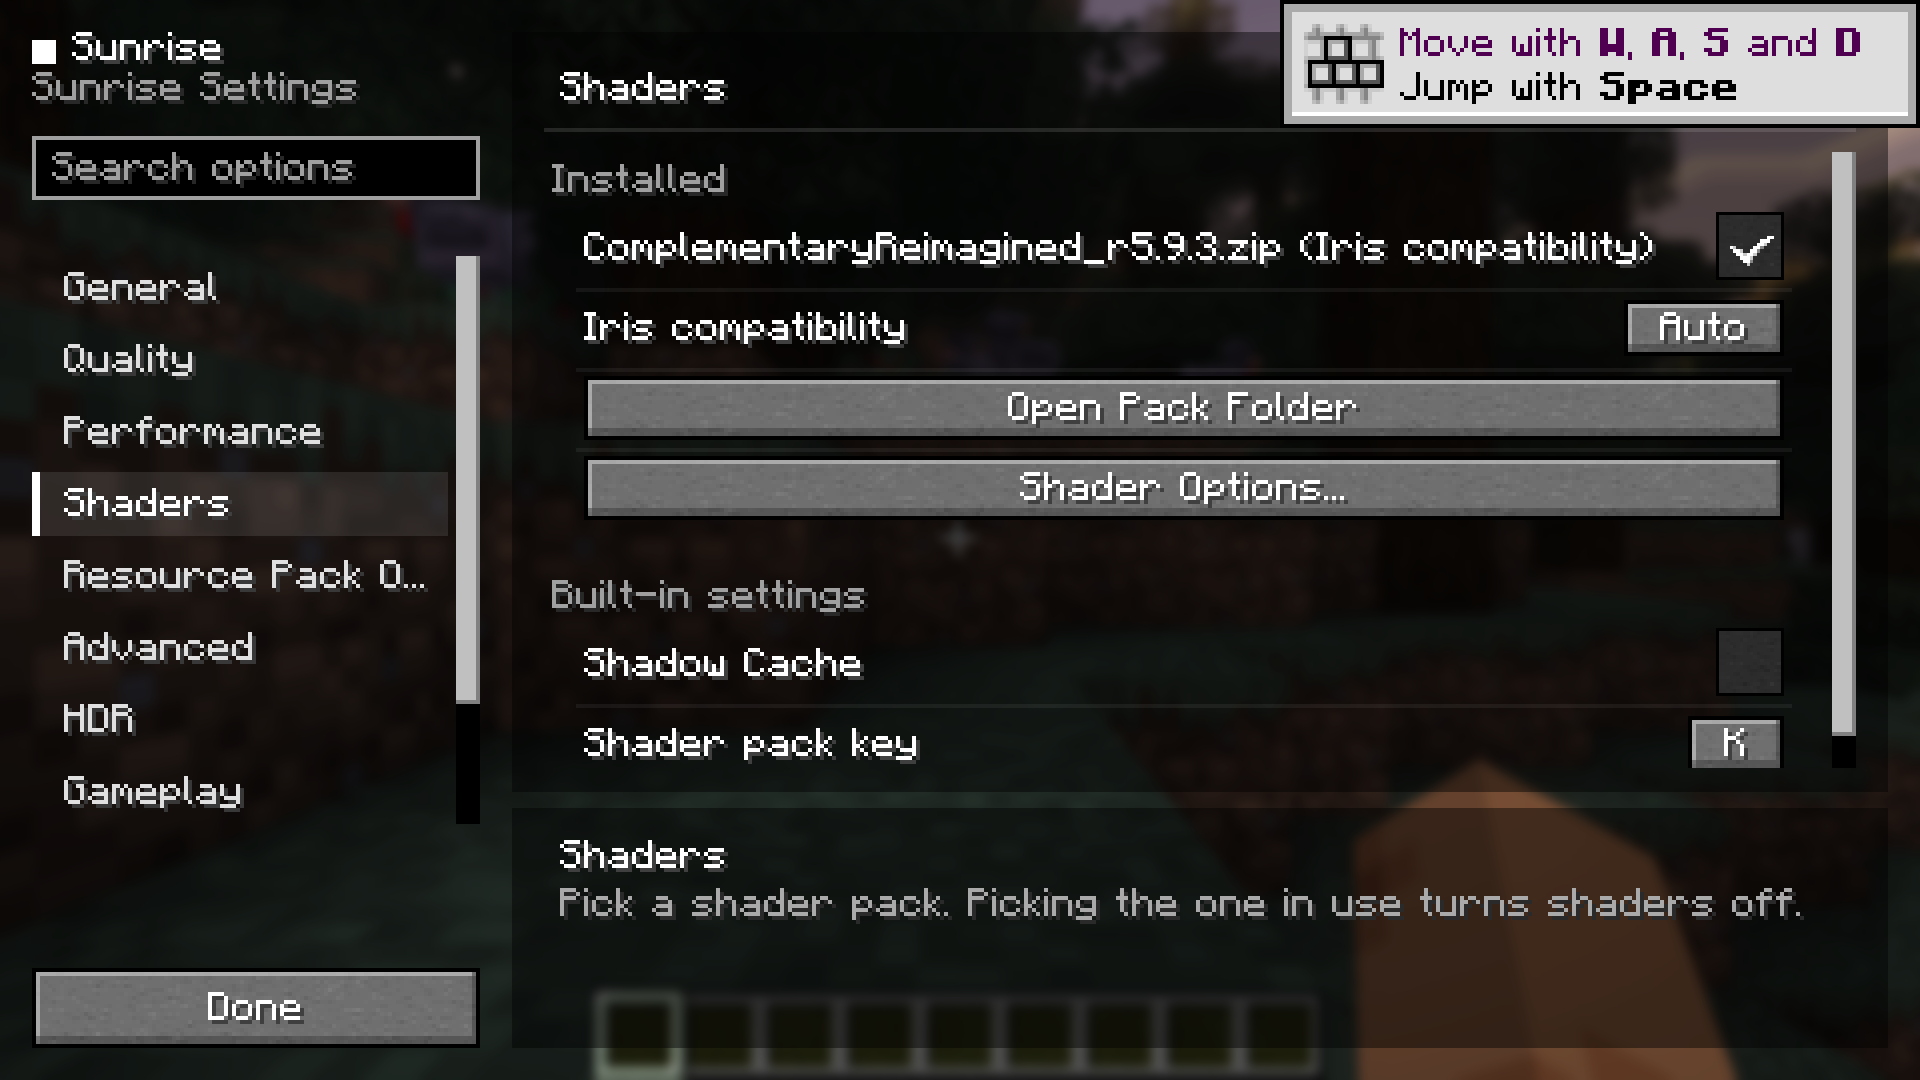 Sunrise
Sunrise Settings
Search options
General
Quality
Performance
Shaders
Resource Pack O...
Advanced
HDR
Gameplay
Done
Shaders
Installed
ComplementaryReimagined_r5.9.3.zip (Iris compatibility)
Iris compatibility
Auto
Open Pack Folder
Shader Options...
Built-in settings
Shadow Cache
Shader pack key
K
Shaders
Pick a shader pack. Picking the one in use turns shaders off.
Move with W, A, S and D
Jump with Space